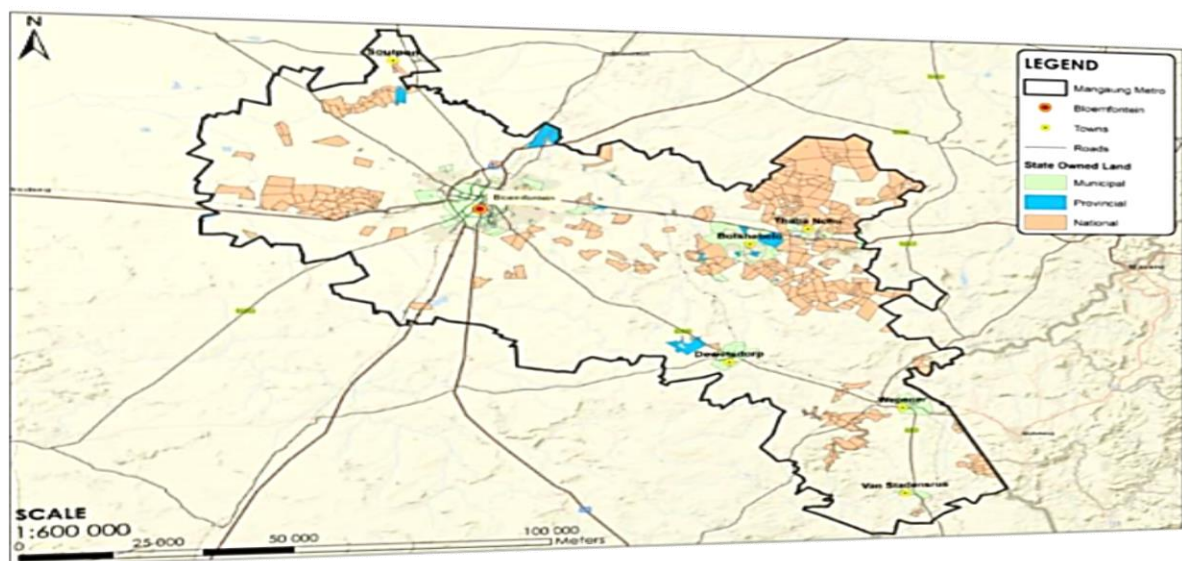 N
Soutpan
LEGEND
Mangaung Metro
Bloemfontein
Towns
Roads
State Owned Land
Municipal
Provincial
National
Bloemfontein
Thaba Nchu
Botshabelo
Dewetsdorp
Wepener
Van Stadensrus
SCALE
1:600 000
0 25 000 50 000 100 000
Meters